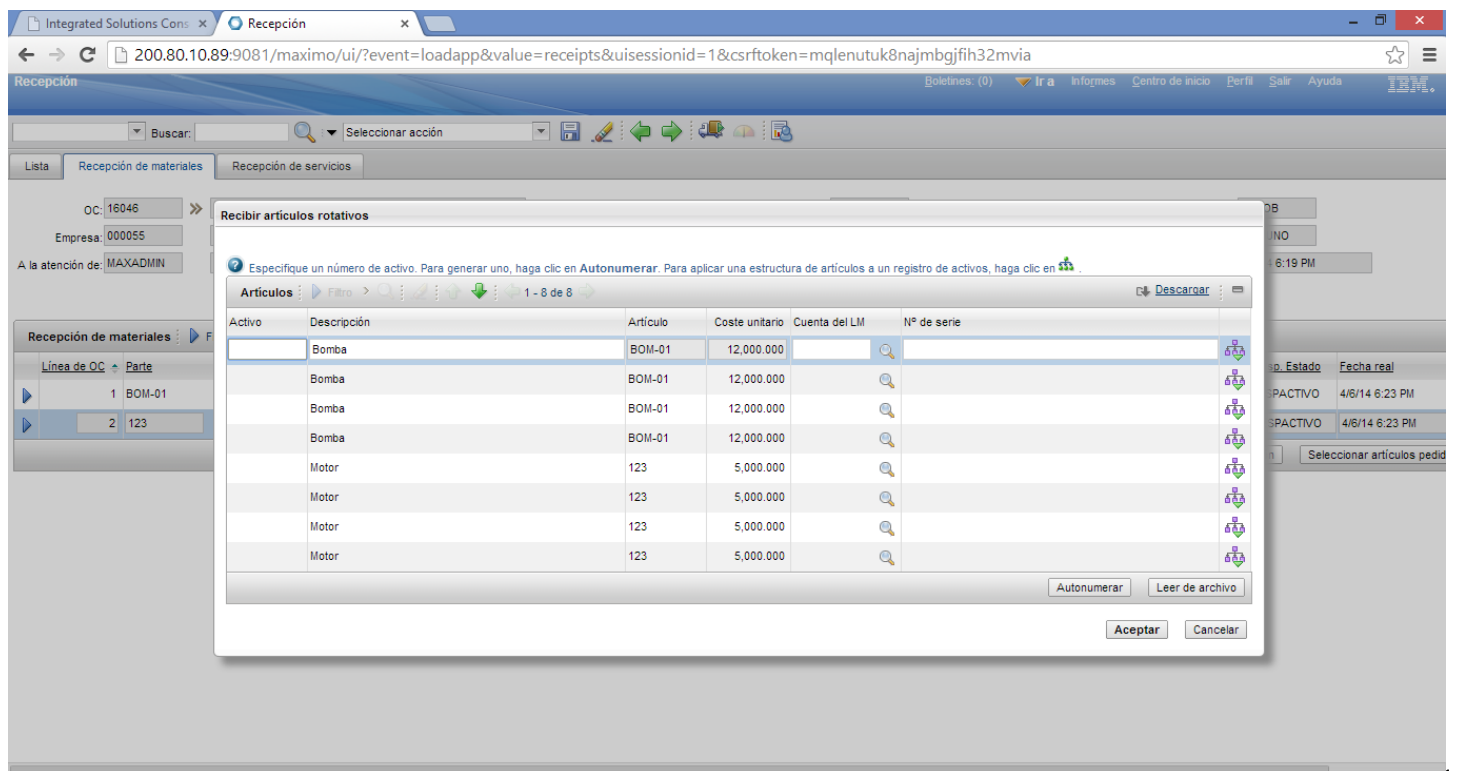 Integrated Solutions Cons
Recepción
200.80.10.89:9081/maximo/ui/?event=loadapp&value=receipts&uisessionid=1&csrftoken=mqlenutuk8najmbgjfih32mvia
Recepción Boletines: (0) Ir a Informes Centro de inicio Perfil Salir Ayuda IBM.
Buscar: Seleccionar acción
Lista Recepción de materiales Recepción de servicios
OC: 16046
Empresa: 000055
A la atención de: MAXADMIN 6:19 PM
Recibir artículos rotativos
Especifique un número de activo. Para generar uno, haga clic en Autonumerar. Para aplicar una estructura de artículos a un registro de activos, haga clic en .
Artículos Filtro 1 - 8 de 8 Descargar
Activo Descripción Artículo Coste unitario Cuenta del LM Nº de serie
Bomba BOM-01 12,000.000
Bomba BOM-01 12,000.000
Bomba BOM-01 12,000.000
Bomba BOM-01 12,000.000
Motor 123 5,000.000
Motor 123 5,000.000
Motor 123 5,000.000
Motor 123 5,000.000
Autonumerar Leer de archivo
Aceptar Cancelar
Recepción de materiales F
Línea de OC Parte sp. Estado Fecha real
1 BOM-01 PACTIVO 4/6/14 6:23 PM
2 123 SPACTIVO 4/6/14 6:23 PM
Seleccionar artículos pedid